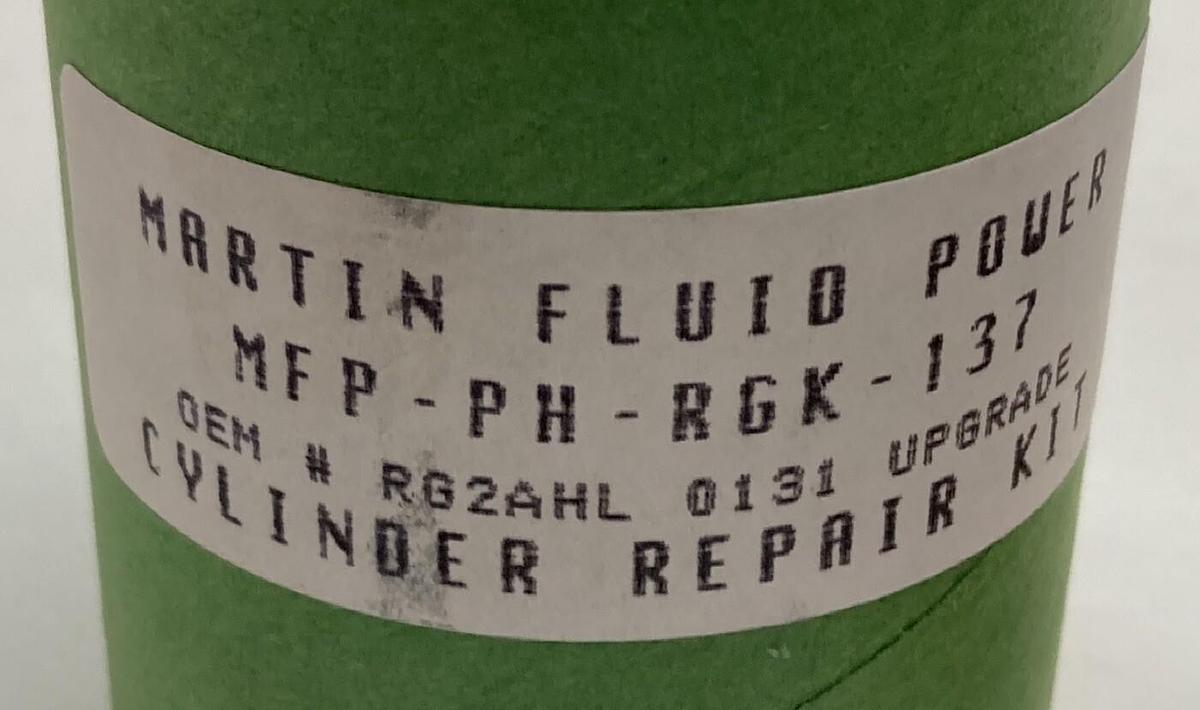 MARTIN FLUID POWER
MFP-PH-RGK-137
OEM # RG2AHL 0131 UPGRADE
CYLINDER REPAIR KIT